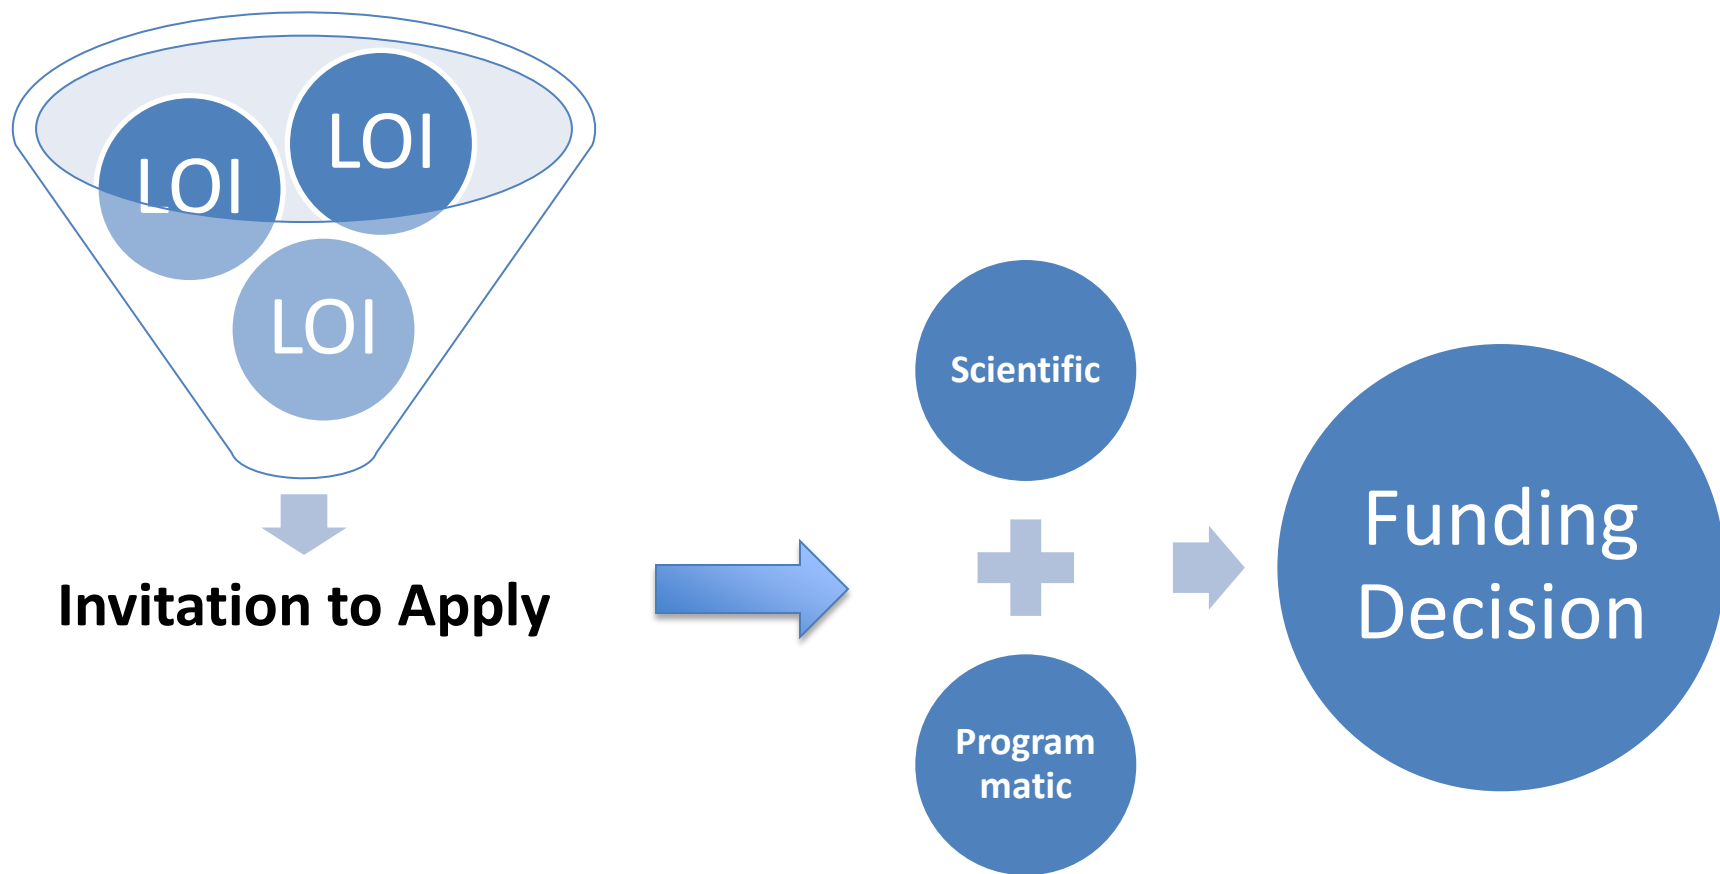 LOI
LOI
LOI
Invitation to Apply
Scientific
Program
matic
Funding
Decision